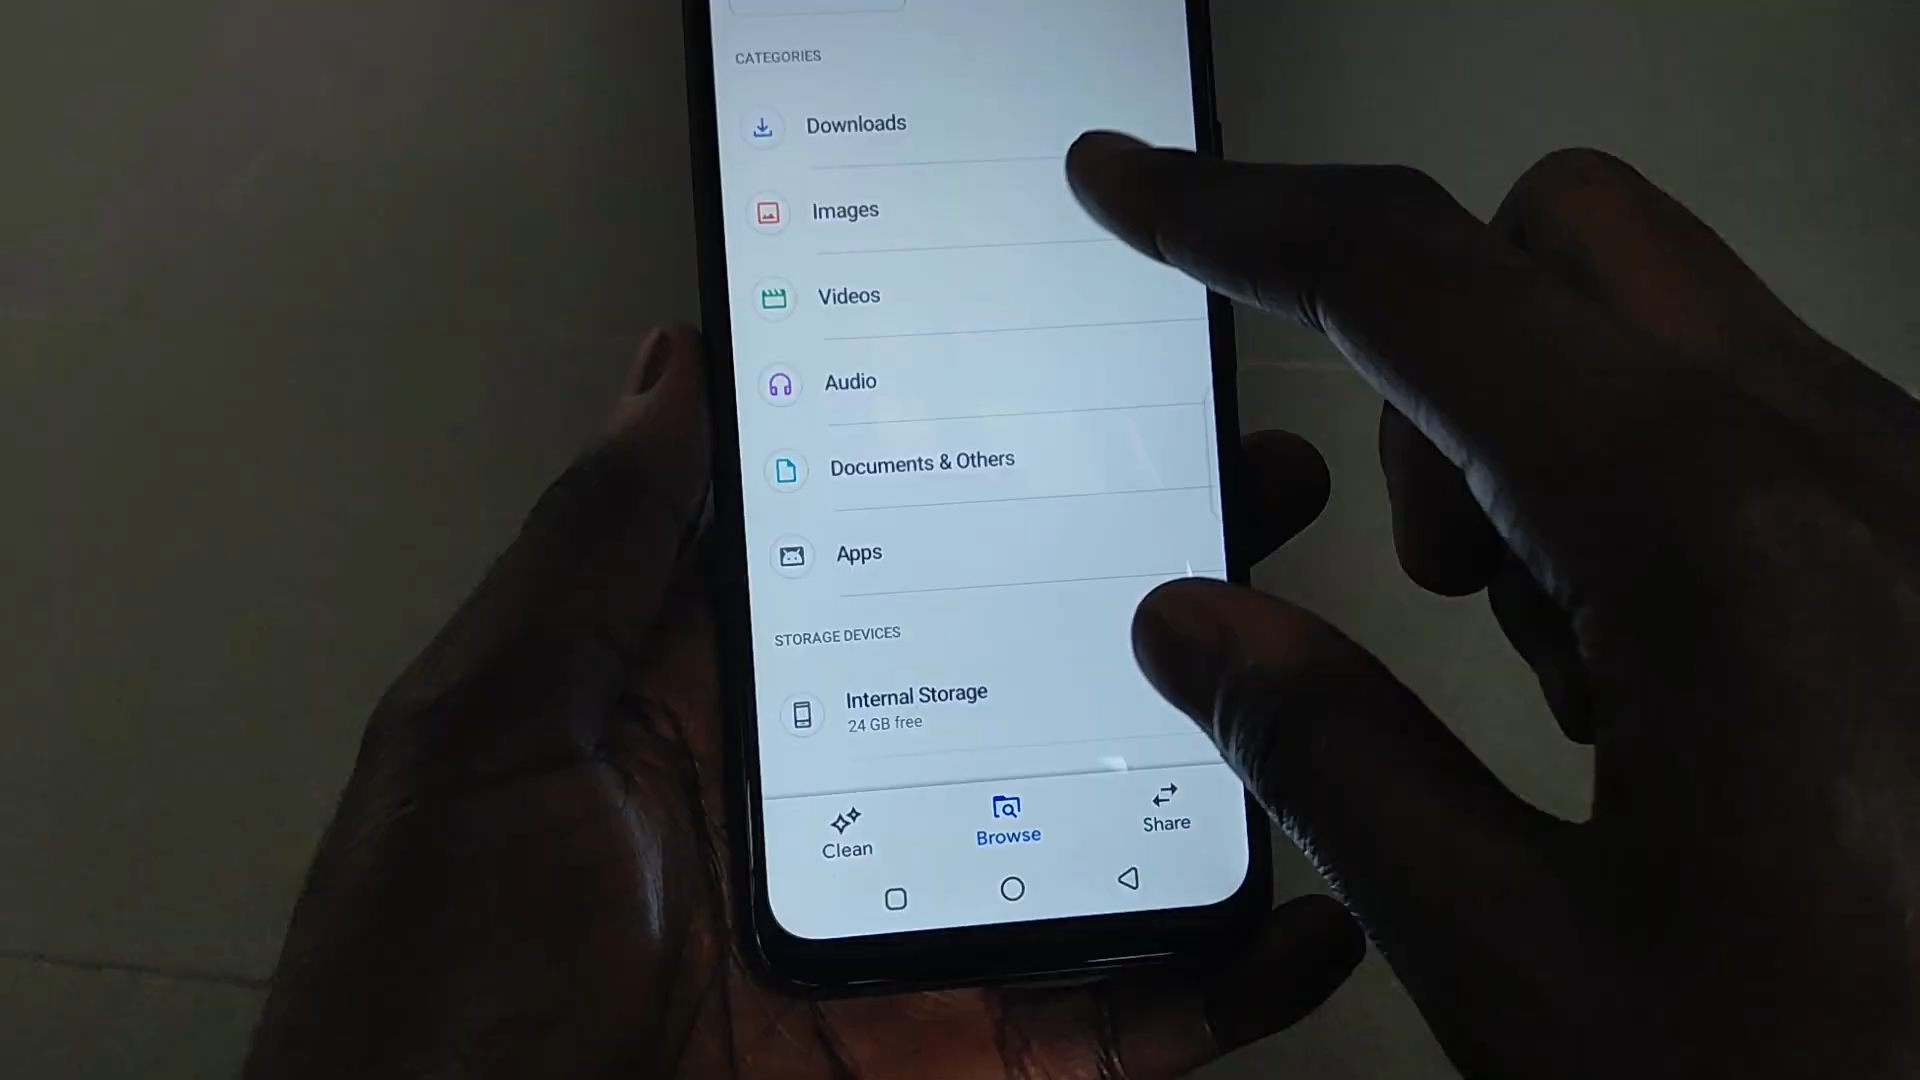 CATEGORIES
Downloads
Images
Videos
Audio
Documents & Others
Apps
STORAGE DEVICES
Internal Storage
24 GB free
Clean
Browse
Share